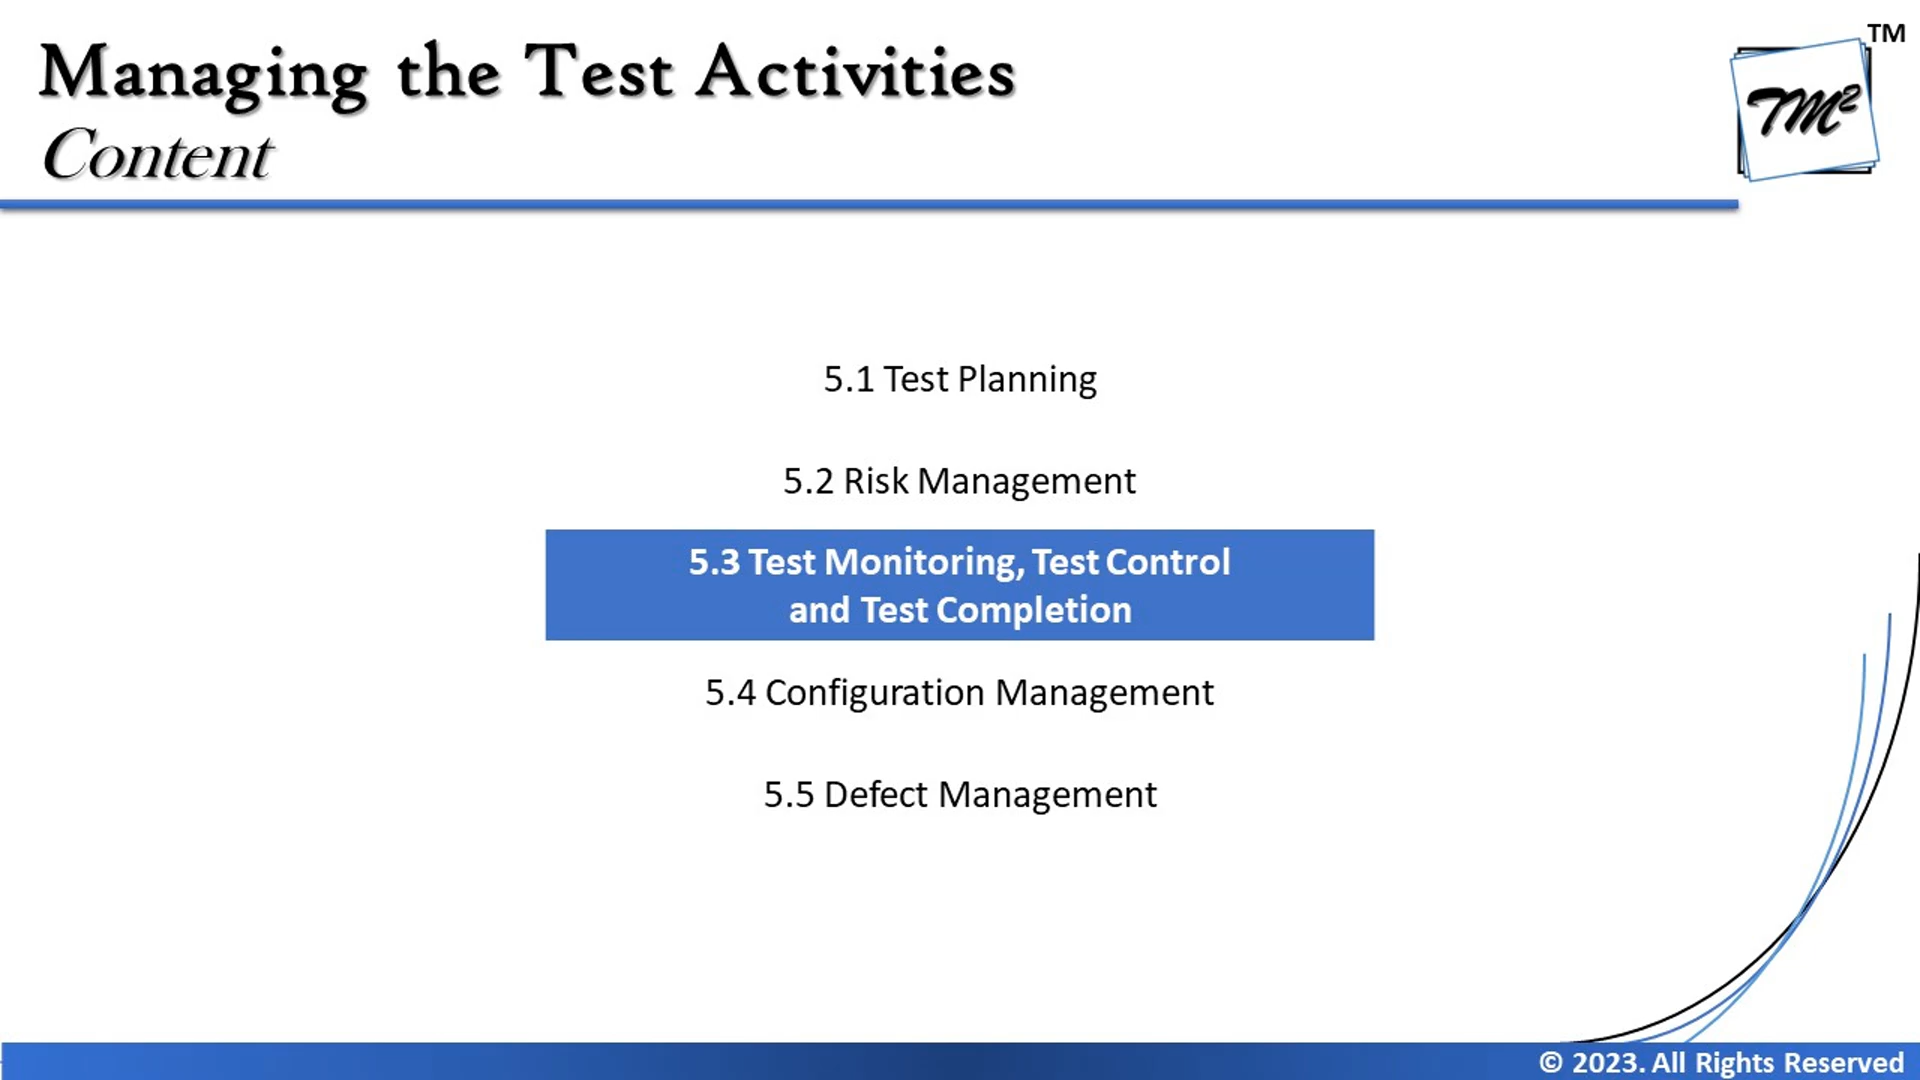 Managing the Test Activities
Content
TM
TM²
5.1 Test Planning
5.2 Risk Management
5.3 Test Monitoring, Test Control
and Test Completion
5.4 Configuration Management
5.5 Defect Management
© 2023. All Rights Reserved